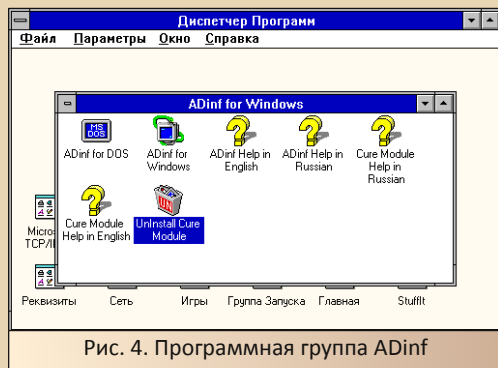 Диспетчер Программ
Файл Параметры Окно Справка
ADinf for Windows
MS DOS
ADinf for DOS
ADinf for Windows
ADinf Help in English
ADinf Help in Russian
Cure Module Help in Russian
Cure Module Help in English
UnInstall Cure Module
TCP/I
Реквизиты Сеть Игры Группа Запуска Главная StuffIt
Рис. 4. Программная группа ADinf